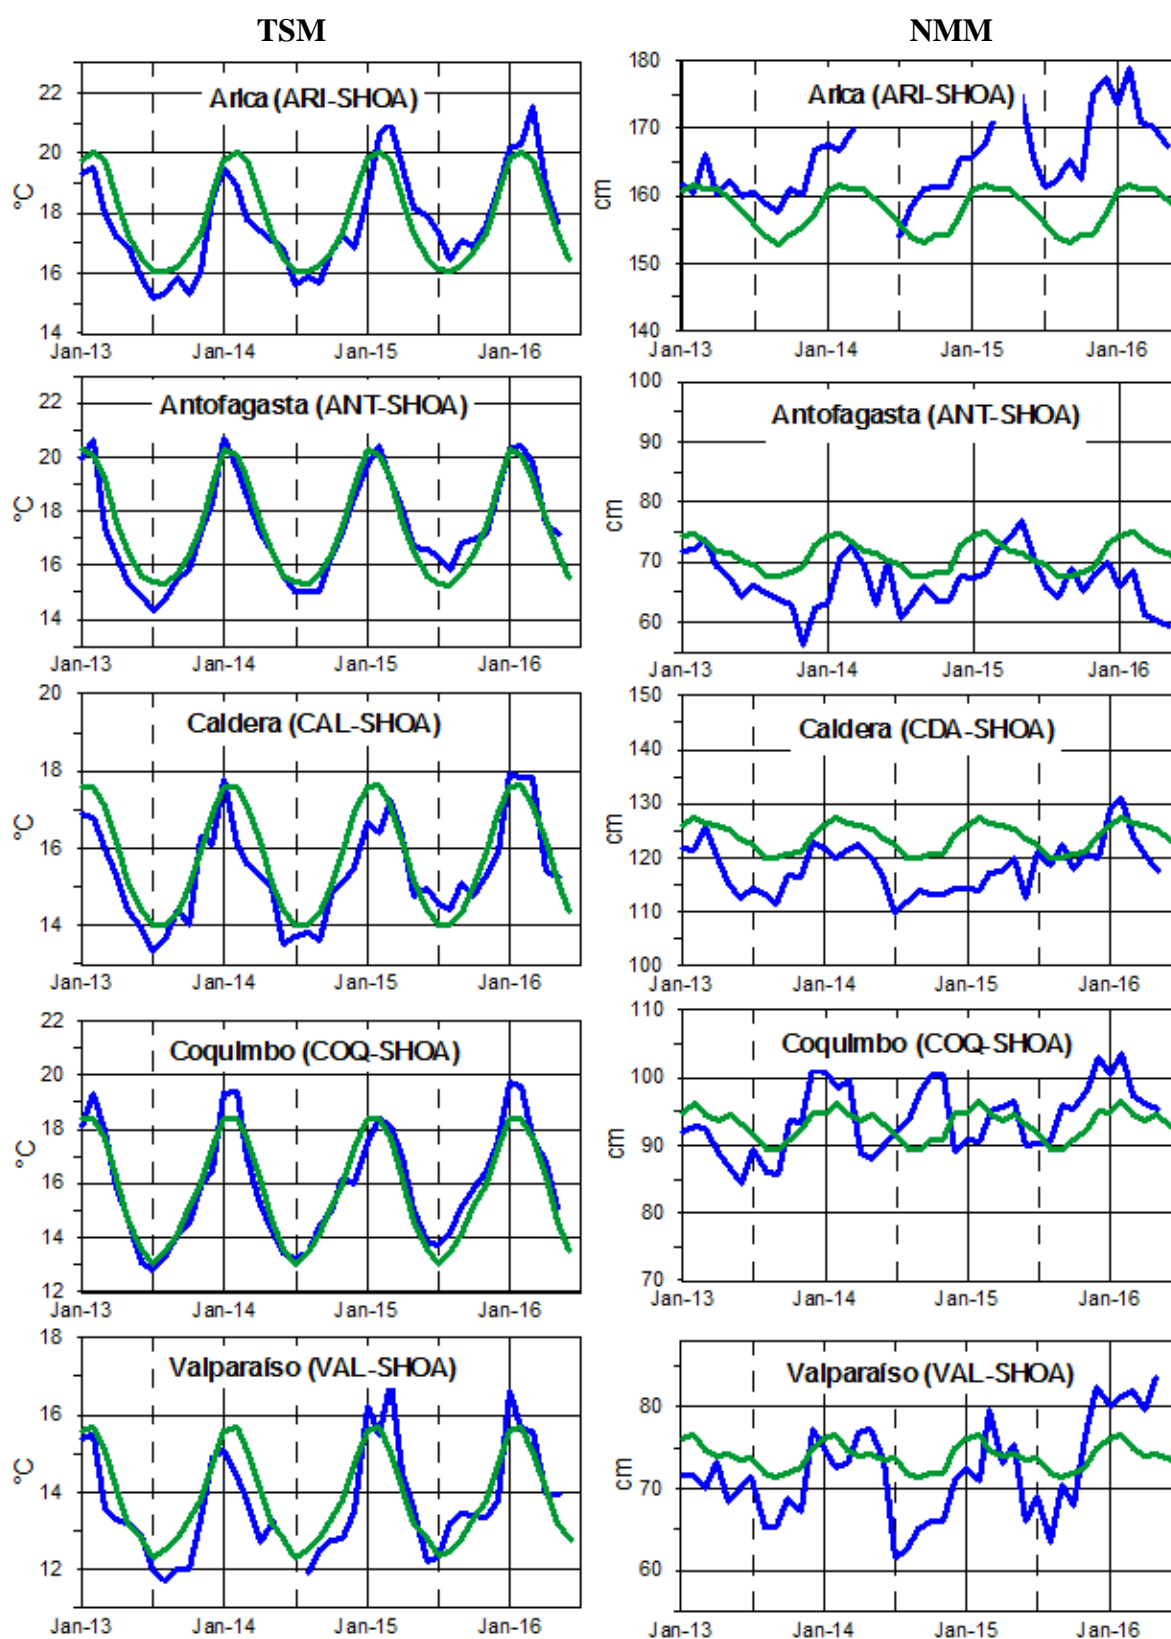 TSM NMM
Arica (ARI-SHOA)
°C
22
20
18
16
14
Jan-13 Jan-14 Jan-15 Jan-16
Arica (ARI-SHOA)
cm
180
170
160
150
140
Jan-13 Jan-14 Jan-15 Jan-16
Antofagasta (ANT-SHOA)
°C
22
20
18
16
14
Jan-13 Jan-14 Jan-15 Jan-16
Antofagasta (ANT-SHOA)
cm
100
90
80
70
60
Jan-13 Jan-14 Jan-15 Jan-16
Caldera (CAL-SHOA)
°C
20
18
16
14
Jan-13 Jan-14 Jan-15 Jan-16
Caldera (CDA-SHOA)
cm
150
140
130
120
110
100
Jan-13 Jan-14 Jan-15 Jan-16
Coquimbo (COQ-SHOA)
°C
22
20
18
16
14
12
Jan-13 Jan-14 Jan-15 Jan-16
Coquimbo (COQ-SHOA)
cm
110
100
90
80
70
Jan-13 Jan-14 Jan-15 Jan-16
Valparaíso (VAL-SHOA)
°C
18
16
14
12
Jan-13 Jan-14 Jan-15 Jan-16
Valparaíso (VAL-SHOA)
cm
80
70
60
Jan-13 Jan-14 Jan-15 Jan-16